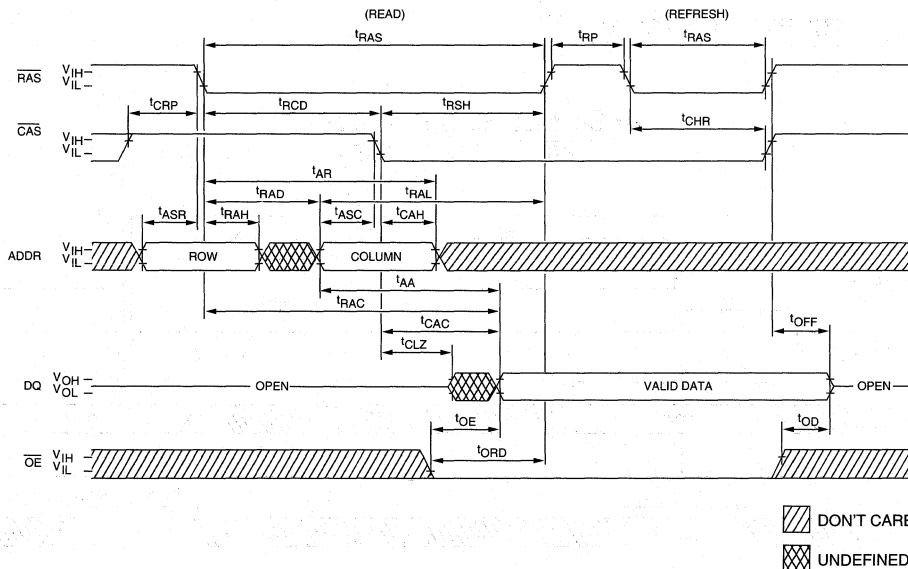 (READ) (REFRESH)
tRAS tRP tRAS
RAS VIH VIL
tCRP tRCD tRSH
tCHR
CAS VIH VIL
tAR
tRAD tRAL
tASR tRAH tASC tCAH
ADDR VIH VIL ROW COLUMN
tAA
tRAC
tCAC tOFF
tCLZ
DQ VOH VOL OPEN VALID DATA OPEN
tOE tOD
tORD
OE VIH VIL
DON'T CARE
UNDEFINED